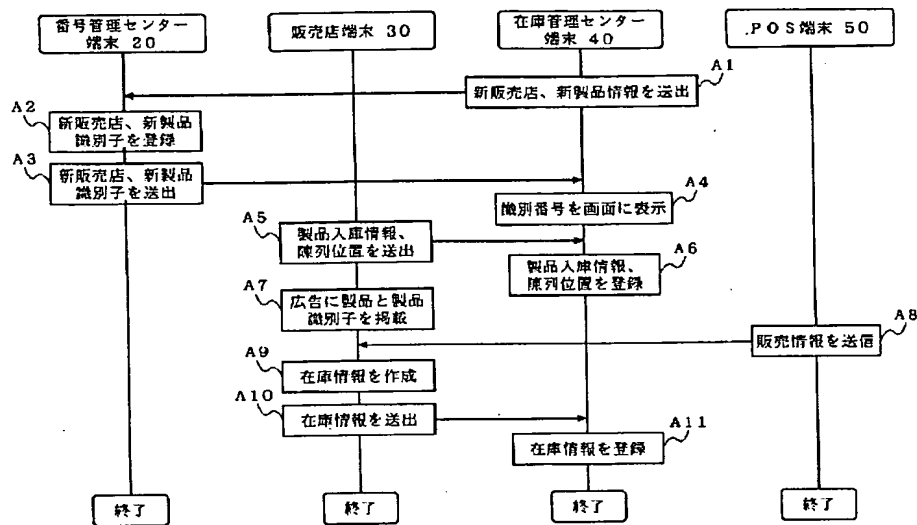 番号管理センター
端末 20
販売店端末 30
在庫管理センター
端末 40
POS端末 50
A1
新販売店、新製品情報を送出
A2
新販売店、新製品
識別子を登録
A3
新販売店、新製品
識別子を送出
A4
識別番号を画面に表示
A5
製品入庫情報、
陳列位置を送出
A6
製品入庫情報、
陳列位置を登録
A7
広告に製品と製品
識別子を掲載
A8
販売情報を送信
A9
在庫情報を作成
A10
在庫情報を送出
A11
在庫情報を登録
終了
終了
終了
終了